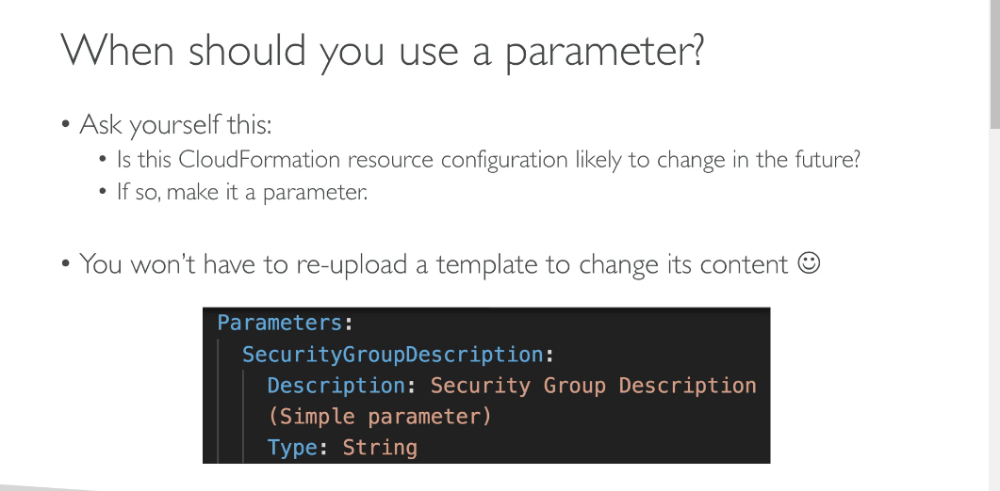 When should you use a parameter?
• Ask yourself this:
• Is this CloudFormation resource configuration likely to change in the future?
• If so, make it a parameter.
• You won't have to re-upload a template to change its content ☺
Parameters:
SecurityGroupDescription:
Description: Security Group Description
(Simple parameter)
Type: String